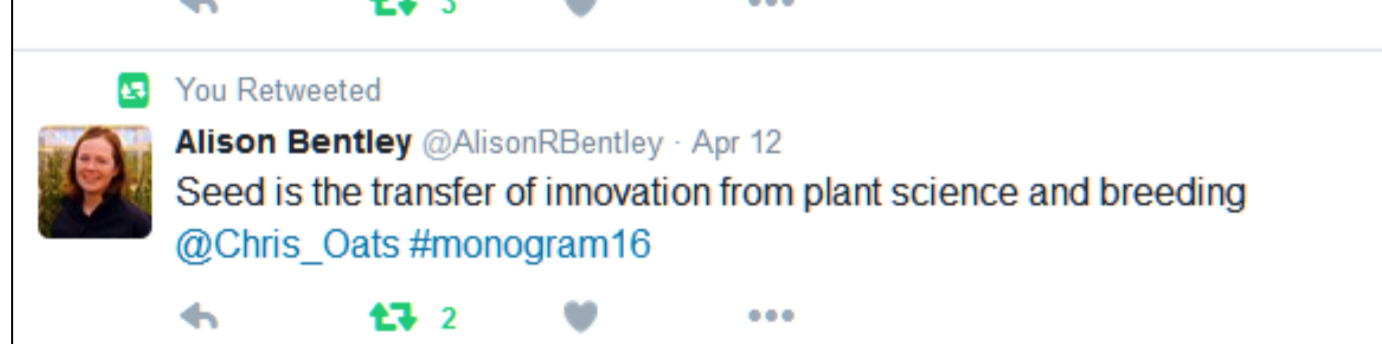 3
You Retweeted
Alison Bentley @AlisonRBentley · Apr 12
Seed is the transfer of innovation from plant science and breeding
@Chris_Oats #monogram16
2